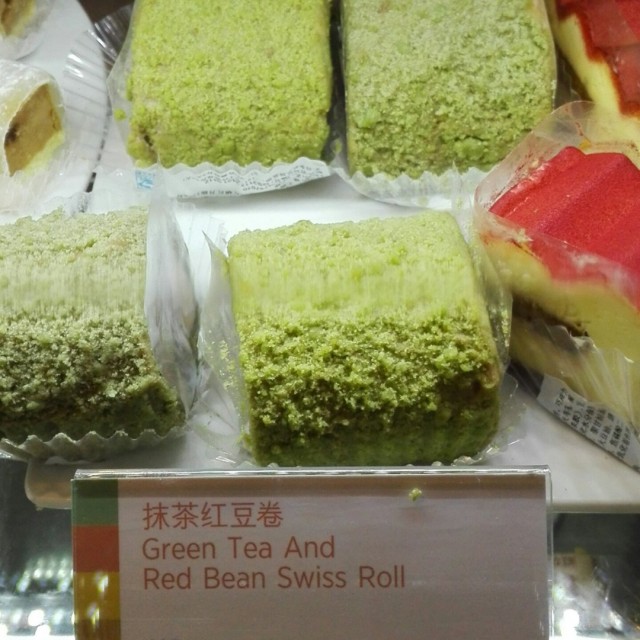 抹茶红豆卷
Green Tea And
Red Bean Swiss Roll